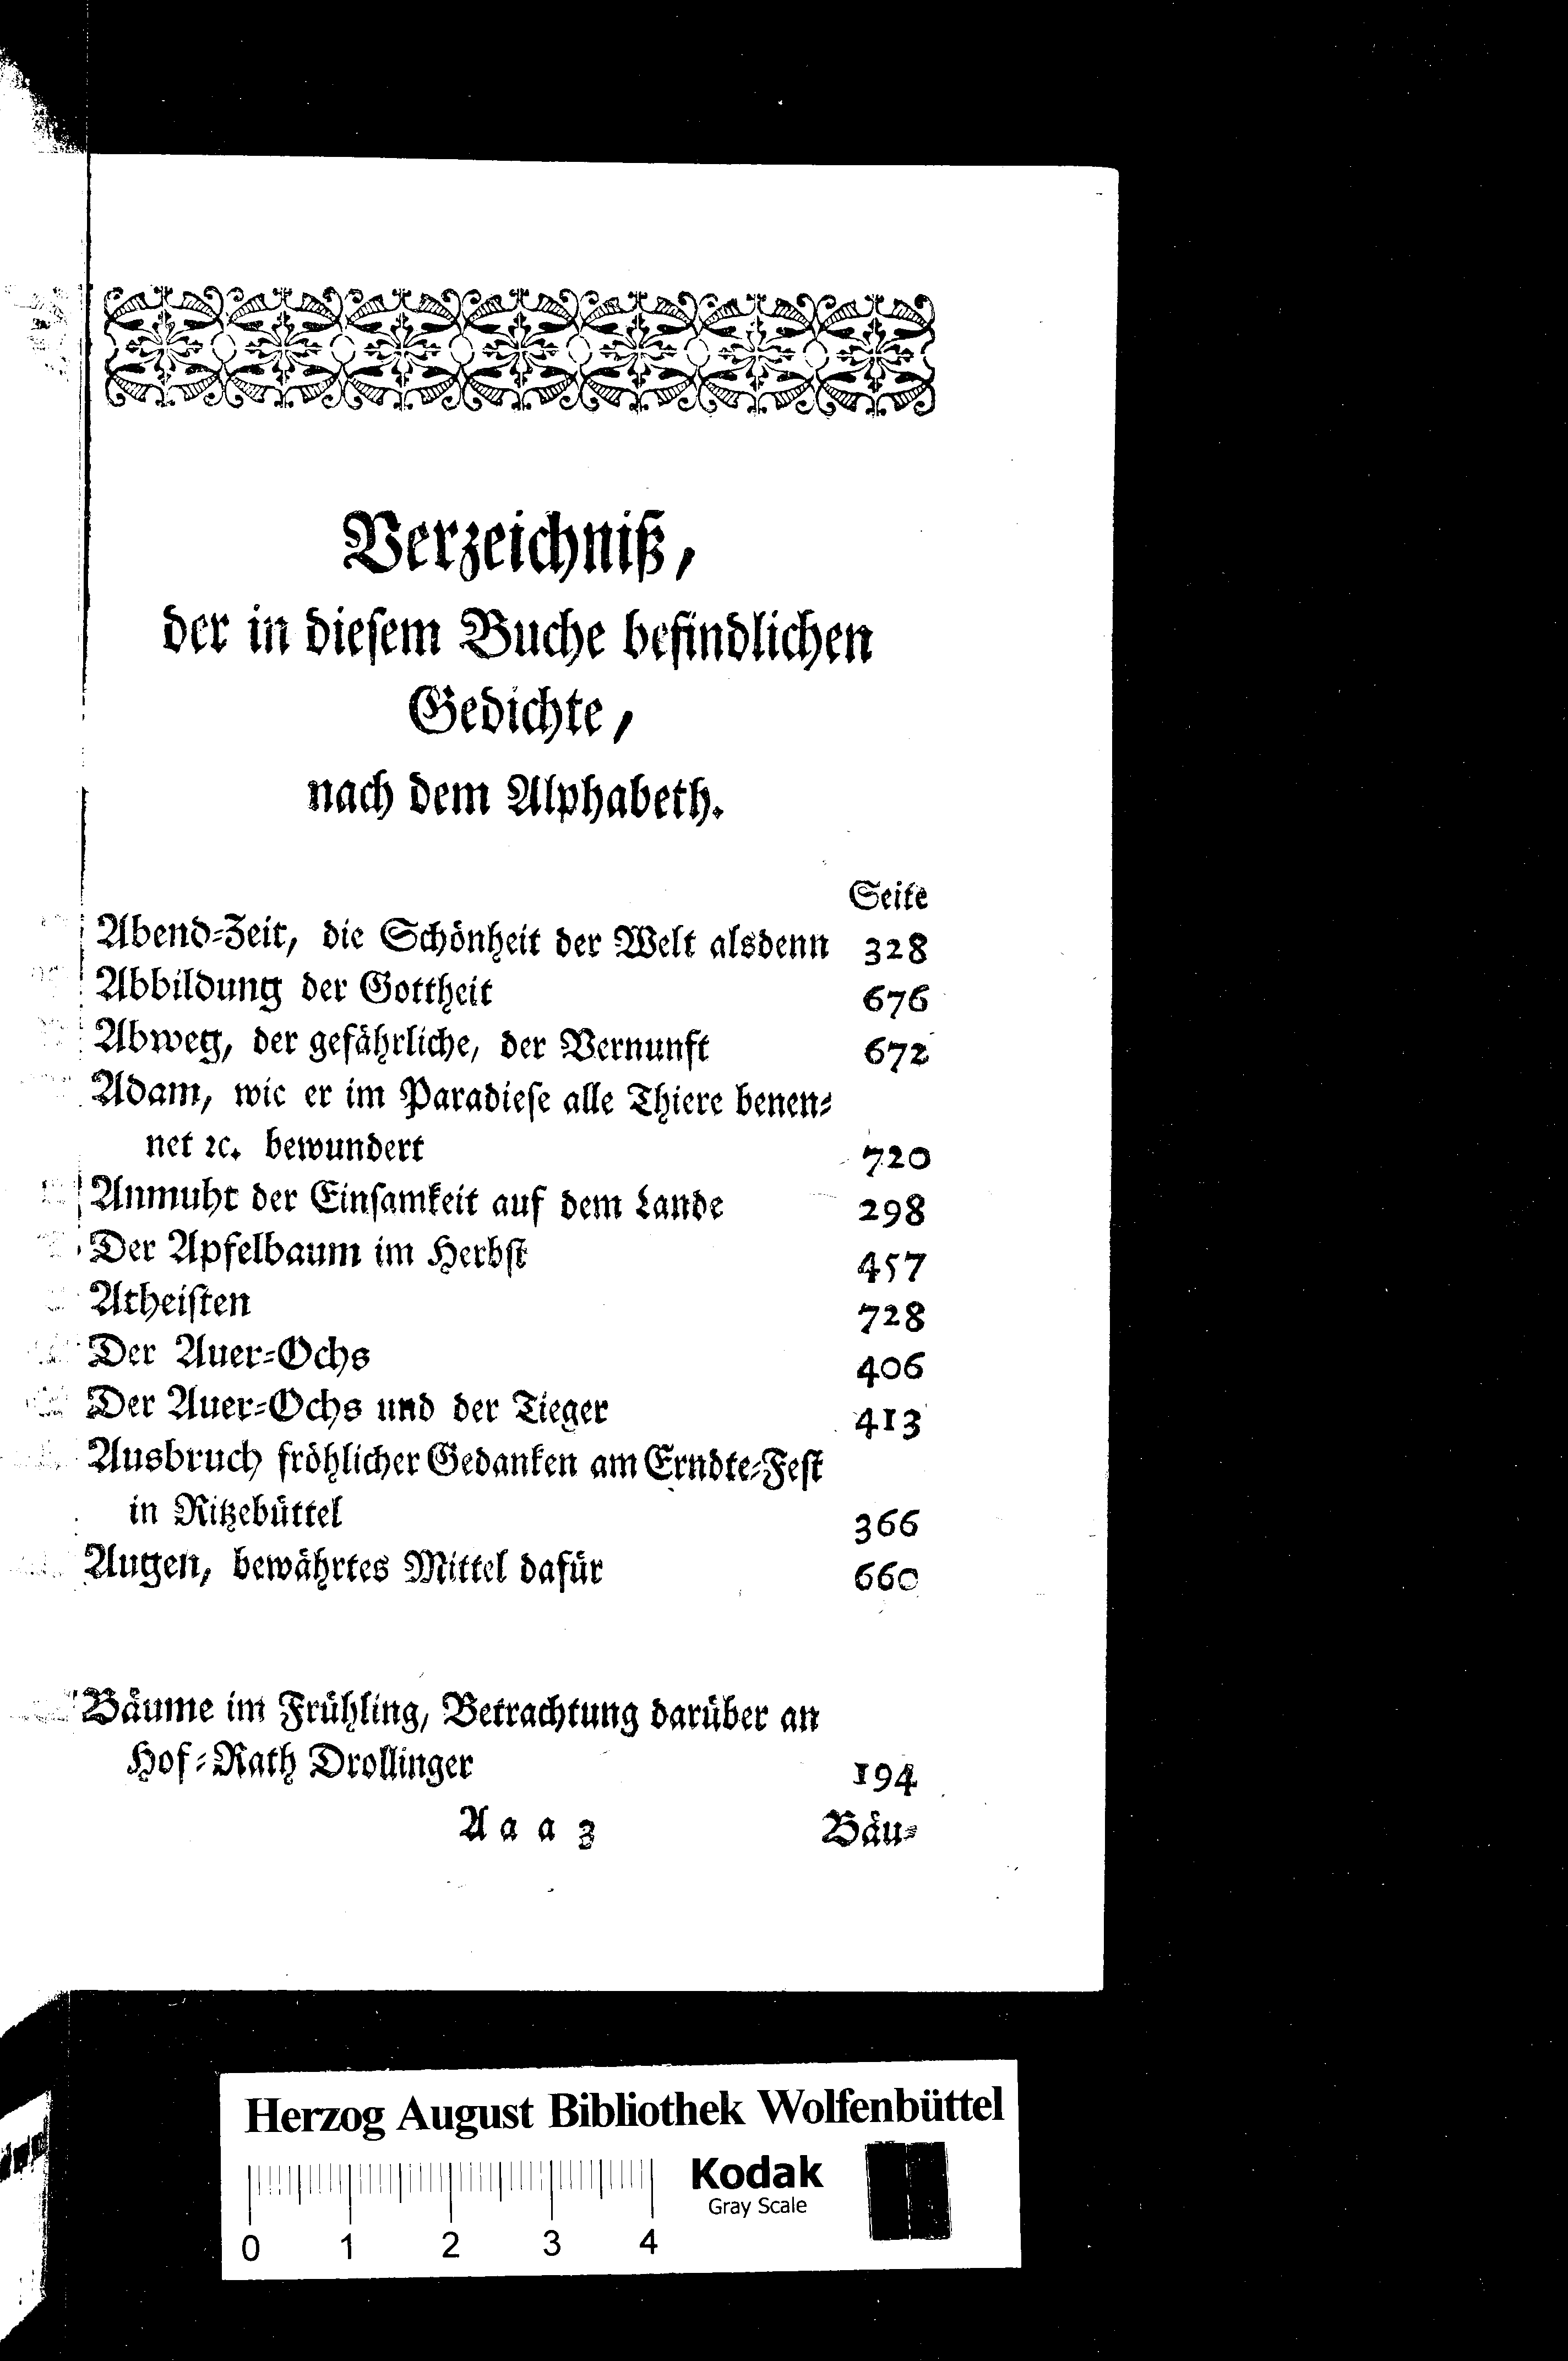 Verzeichniß,
der in diesem Buche befindlichen
Gedichte,
nach dem Alphabeth.
Seite
Abend-Zeit, die Schönheit der Welt alsdenn 328
Abbildung der Gottheit 676
Abweg, der gefährliche, der Vernunft 672
Adam, wie er im Paradiese alle Thiere benen-
net ꝛc. bewundert 720
Anmuht der Einsamkeit auf dem Lande 298
Der Apfelbaum im Herbst 457
Atheisten 728
Der Auer-Ochs 406
Der Auer-Ochs und der Tieger 413
Ausbruch fröhlicher Gedanken am Erndte-Fest
in Ritzebüttel 366
Augen, bewährtes Mittel dafür 660
Bäume im Frühling, Betrachtung darüber an
Hof-Rath Drollinger 194
A a a 3 Bäu-
Herzog August Bibliothek Wolfenbüttel
Kodak
Gray Scale
0 1 2 3 4